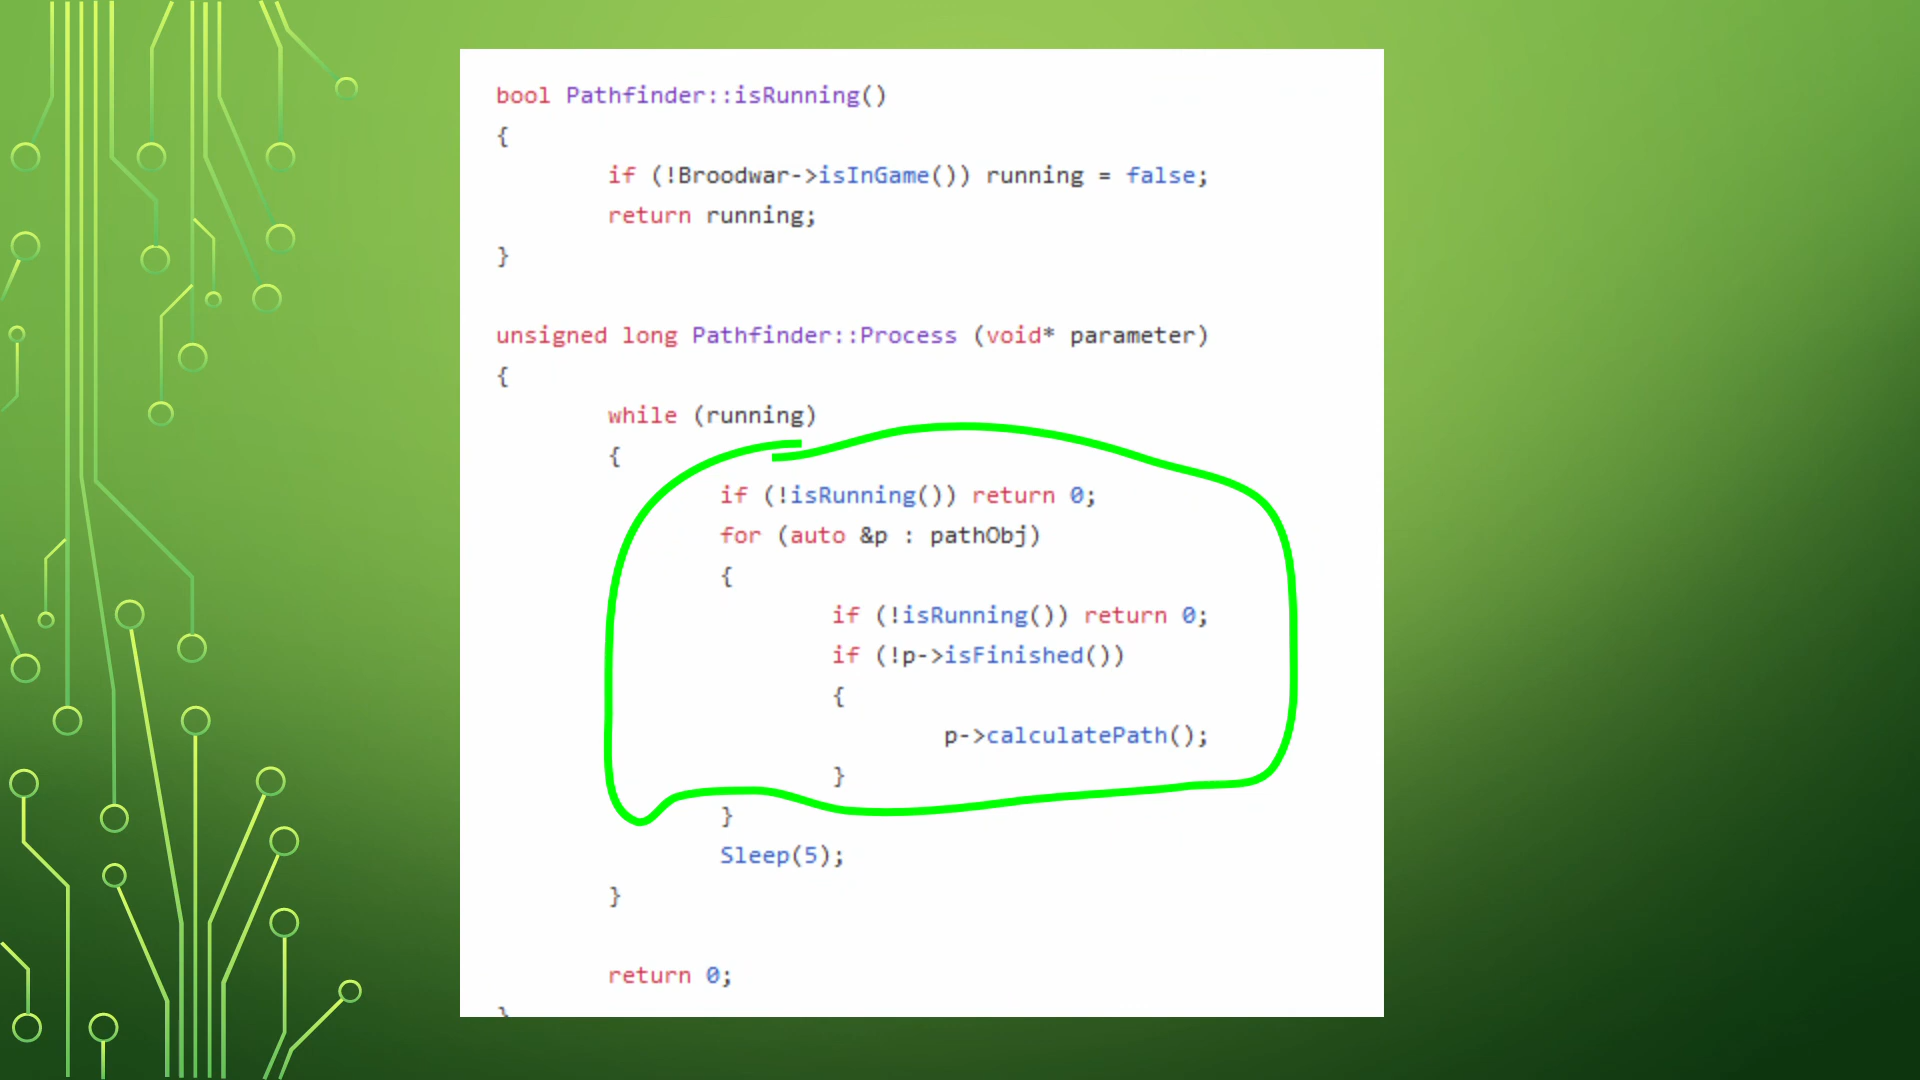 bool Pathfinder::isRunning()
{
if (!Broodwar->isInGame()) running = false;
return running;
}
unsigned long Pathfinder::Process (void* parameter)
{
while (running)
{
if (!isRunning()) return 0;
for (auto &p : pathObj)
{
if (!isRunning()) return 0;
if (!p->isFinished())
{
p->calculatePath();
}
}
Sleep(5);
}
return 0;
}